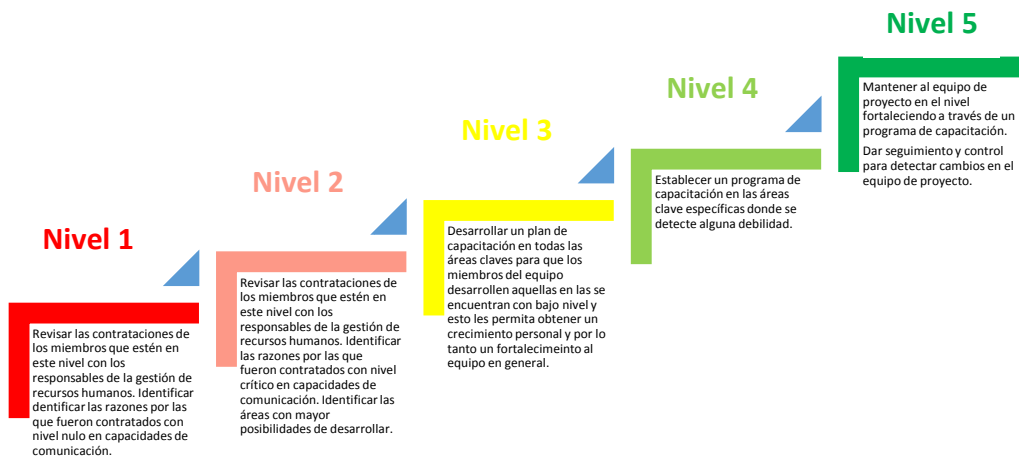 Nivel 1
Revisar las contrataciones de
los miembros que estén en
este nivel con los
responsables de la gestión de
recursos humanos. Identificar
dentificar las razones por las
que fueron contratados con
nivel nulo en capacidades de
comunicación.
Nivel 2
Revisar las contrataciones de
los miembros que estén en
este nivel con los
responsables de la gestión de
recursos humanos. Identificar
las razones por las que
fueron contratados con nivel
crítico en capacidades de
comunicación. Identificar las
áreas con mayor
posibilidades de desarrollar.
Nivel 3
Desarrollar un plan de
capacitación en todas las
áreas claves para que los
miembros del equipo
desarrollen aquellas en las se
encuentran con bajo nivel y
esto les permita obtener un
crecimiento personal y por lo
tanto un fortalecimeinto al
equipo en general.
Nivel 4
Establecer un programa de
capacitación en las áreas
clave específicas donde se
detecte alguna debilidad.
Nivel 5
Mantener al equipo de
proyecto en el nivel
fortaleciendo a través de un
programa de capacitación.
Dar seguimiento y control
para detectar cambios en el
equipo de proyecto.